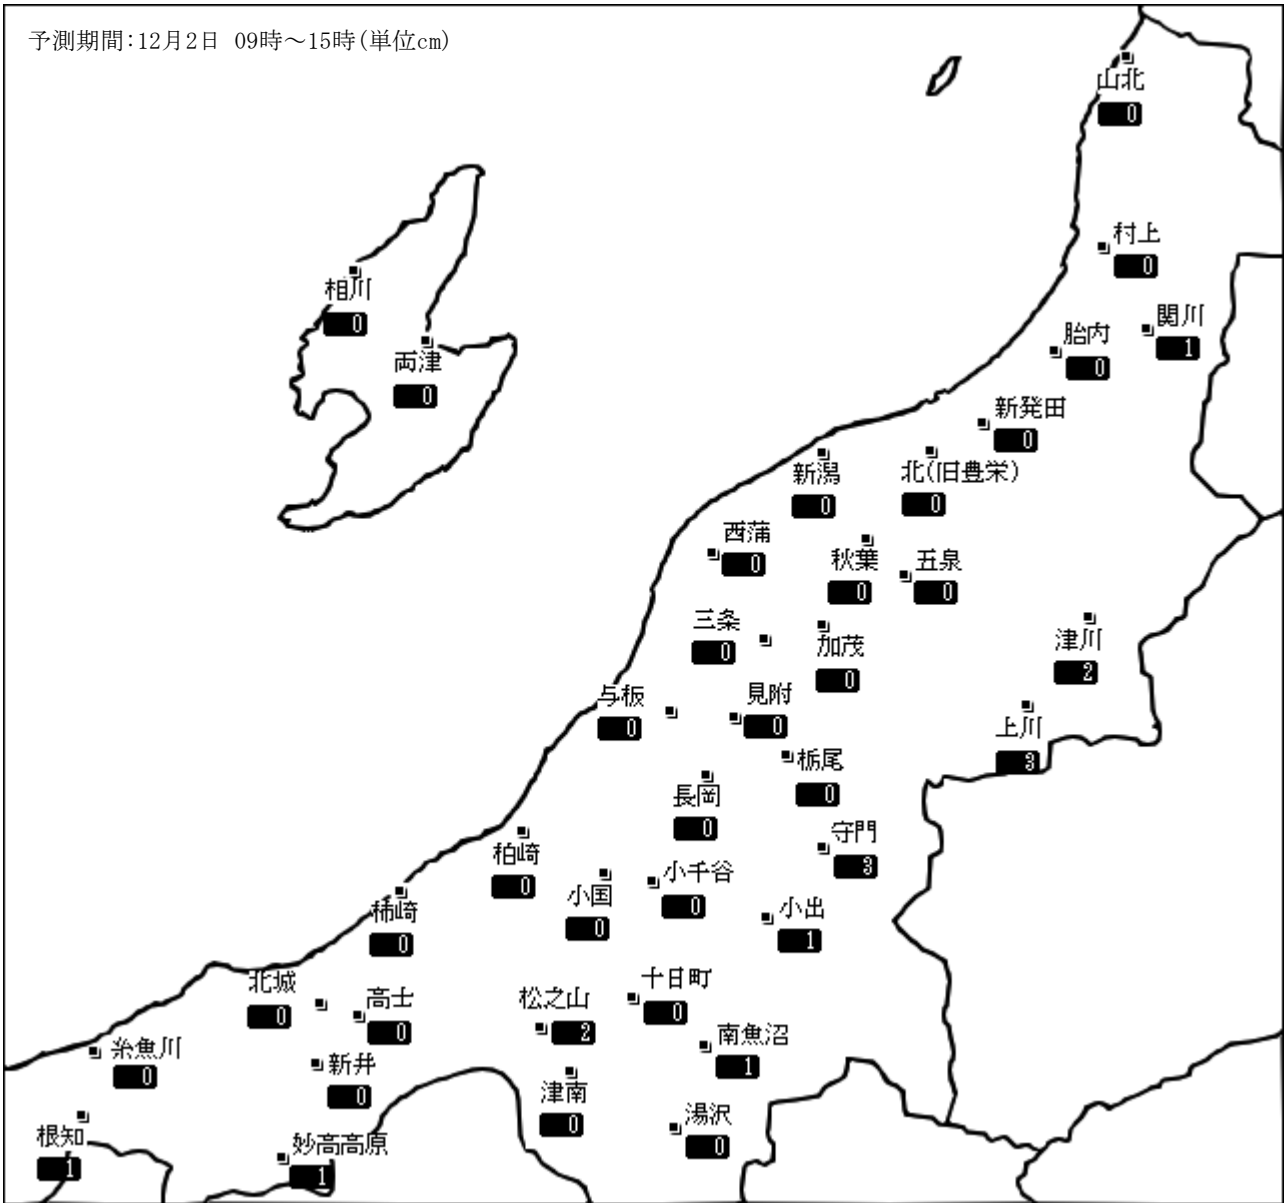 予測期間:12月2日 09時～15時(単位cm)
山北
0
村上
0
相川
0
関川
1
胎内
0
両津
0
新発田
0
新潟
0
北(旧豊栄)
0
西蒲
0
秋葉
0
五泉
0
三条
0
加茂
0
津川
2
与板
0
見附
0
上川
3
栃尾
0
長岡
0
守門
3
柏崎
0
小国
0
小千谷
0
柿崎
0
小出
1
北城
0
高士
0
松之山
2
十日町
0
南魚沼
1
糸魚川
0
新井
0
津南
0
湯沢
0
根知
1
妙高高原
1